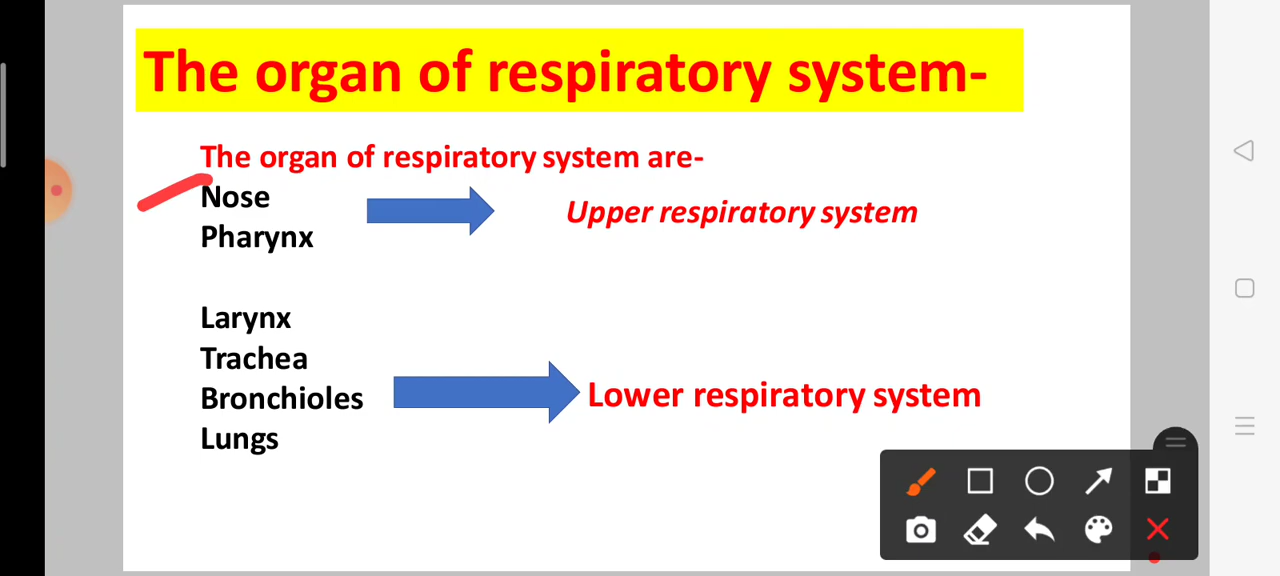 The organ of respiratory system-
The organ of respiratory system are-
Nose
Pharynx
Upper respiratory system
Larynx
Trachea
Bronchioles
Lungs
Lower respiratory system